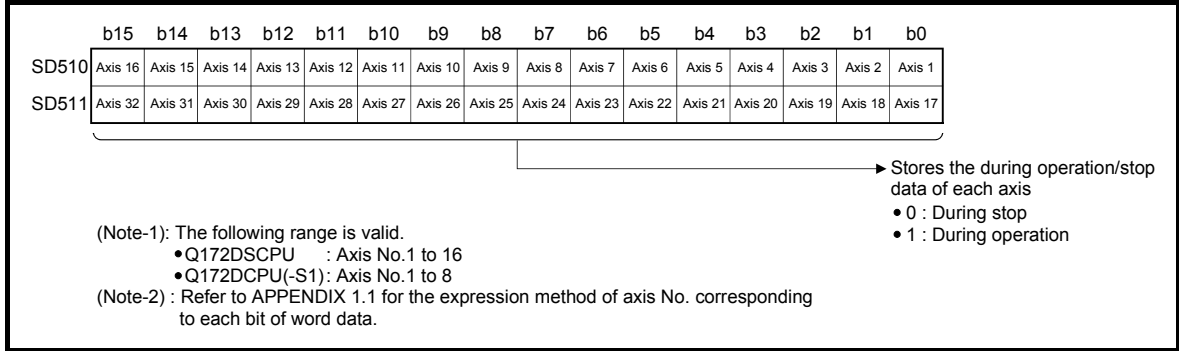 b15 b14 b13 b12 b11 b10 b9 b8 b7 b6 b5 b4 b3 b2 b1 b0
SD510 Axis 16 Axis 15 Axis 14 Axis 13 Axis 12 Axis 11 Axis 10 Axis 9 Axis 8 Axis 7 Axis 6 Axis 5 Axis 4 Axis 3 Axis 2 Axis 1
SD511 Axis 32 Axis 31 Axis 30 Axis 29 Axis 28 Axis 27 Axis 26 Axis 25 Axis 24 Axis 23 Axis 22 Axis 21 Axis 20 Axis 19 Axis 18 Axis 17
Stores the during operation/stop
data of each axis
● 0 : During stop
● 1 : During operation
(Note-1): The following range is valid.
●Q172DSCPU : Axis No.1 to 16
●Q172DCPU(-S1): Axis No.1 to 8
(Note-2) : Refer to APPENDIX 1.1 for the expression method of axis No. corresponding
to each bit of word data.